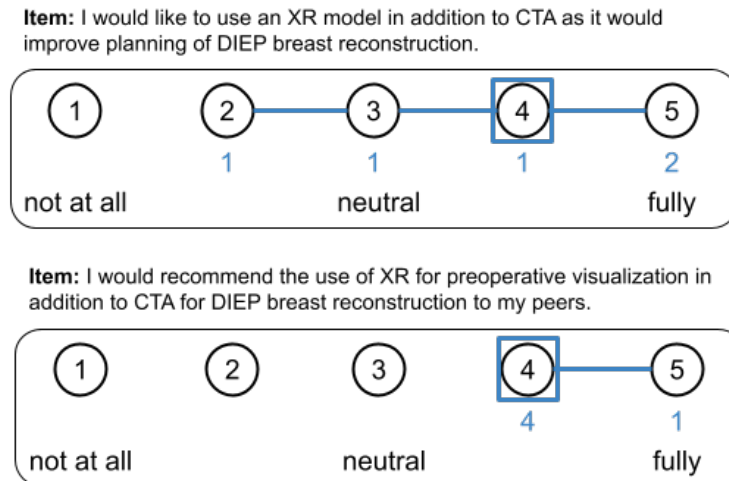 Item: I would like to use an XR model in addition to CTA as it would
improve planning of DIEP breast reconstruction.
1 2 3 4 5
1 1 1 2
not at all neutral fully
Item: I would recommend the use of XR for preoperative visualization in
addition to CTA for DIEP breast reconstruction to my peers.
1 2 3 4 5
4 1
not at all neutral fully